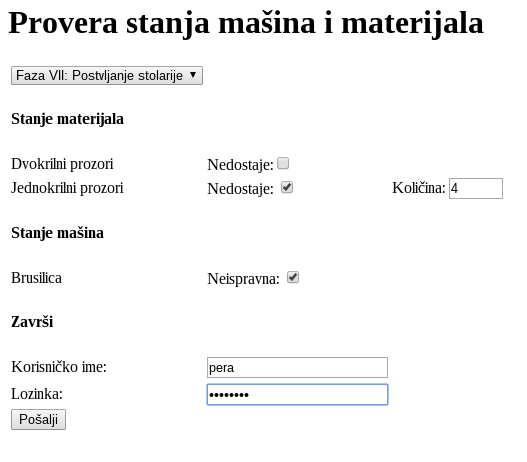 Provera stanja mašina i materijala
Faza VII: Postvljanje stolarije
Stanje materijala
Dvokrilni prozori Nedostaje:
Jednokrilni prozori Nedostaje: Količina: 4
Stanje mašina
Brusilica Neispravna:
Završi
Korisničko ime: pera
Lozinka: ••••••••
Pošalji